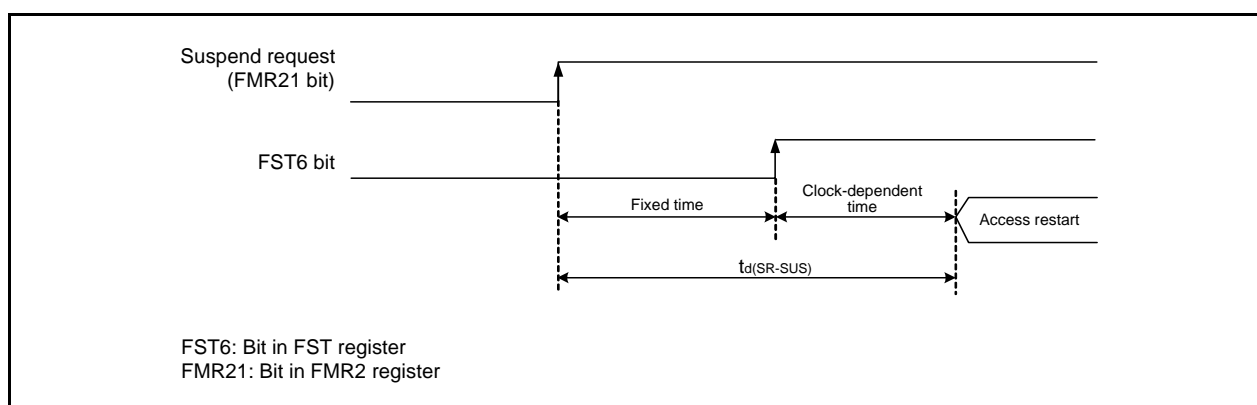 Suspend request
(FMR21 bit)
FST6 bit
Fixed time
Clock-dependent
time
Access restart
td(SR-SUS)
FST6: Bit in FST register
FMR21: Bit in FMR2 register